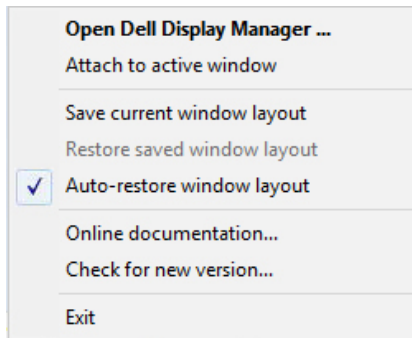 Open Dell Display Manager ...
Attach to active window
Save current window layout
Restore saved window layout
Auto-restore window layout
Online documentation...
Check for new version...
Exit